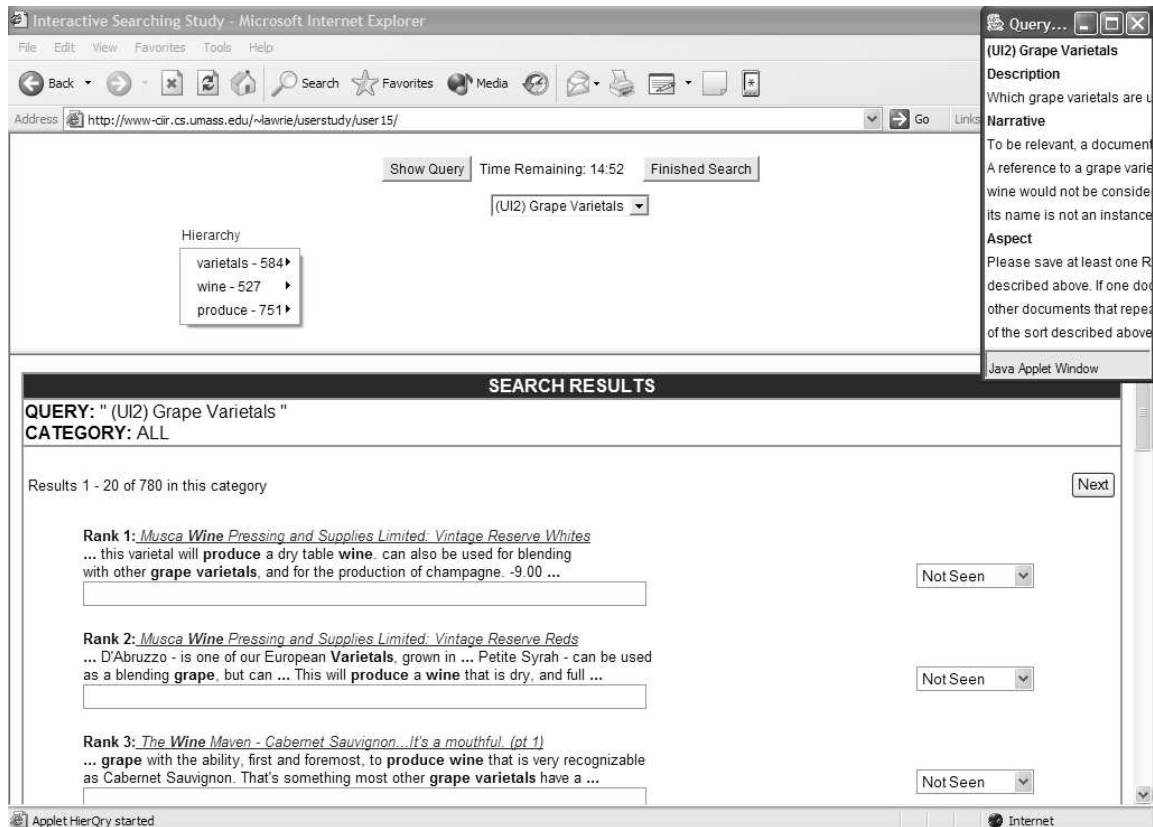 Interactive Searching Study - Microsoft Internet Explorer
File Edit View Favorites Tools Help
Back Search Favorites Media
Address http://www-ciir.cs.umass.edu/~lawrie/userstudy/user15/ Go Links
Show Query Time Remaining: 14:52 Finished Search
(UI2) Grape Varietals
Hierarchy
varietals - 584
wine - 527
produce - 751
Query...
(UI2) Grape Varietals
Description
Which grape varietals are u
Narrative
To be relevant, a document
A reference to a grape varie
wine would not be conside
its name is not an instance
Aspect
Please save at least one R
described above. If one doc
other documents that repea
of the sort described above
Java Applet Window
SEARCH RESULTS
QUERY: " (UI2) Grape Varietals "
CATEGORY: ALL
Results 1 - 20 of 780 in this category Next
Rank 1: Musca Wine Pressing and Supplies Limited: Vintage Reserve Whites
... this varietal will produce a dry table wine. can also be used for blending
with other grape varietals, and for the production of champagne. -9.00 ...
Not Seen
Rank 2: Musca Wine Pressing and Supplies Limited: Vintage Reserve Reds
... D'Abruzzo - is one of our European Varietals, grown in ... Petite Syrah - can be used
as a blending grape, but can ... This will produce a wine that is dry, and full ...
Not Seen
Rank 3: The Wine Maven - Cabernet Sauvignon...It's a mouthful. (pt 1)
... grape with the ability, first and foremost, to produce wine that is very recognizable
as Cabernet Sauvignon. That's something most other grape varietals have a ...
Not Seen
Applet HierQry started Internet